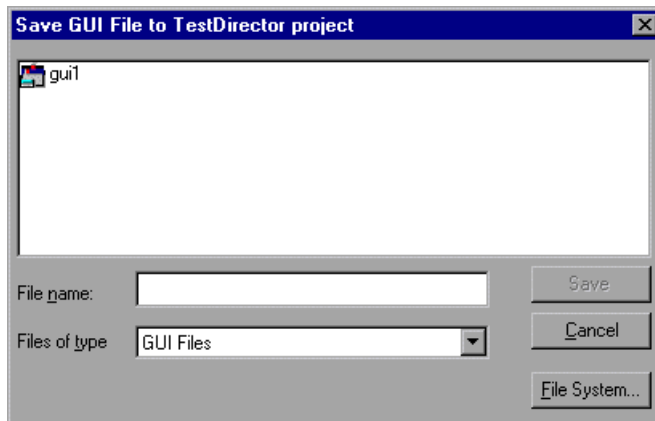 Save GUI File to TestDirector project
gui1
File name:
Save
Files of type
GUI Files
Cancel
File System...